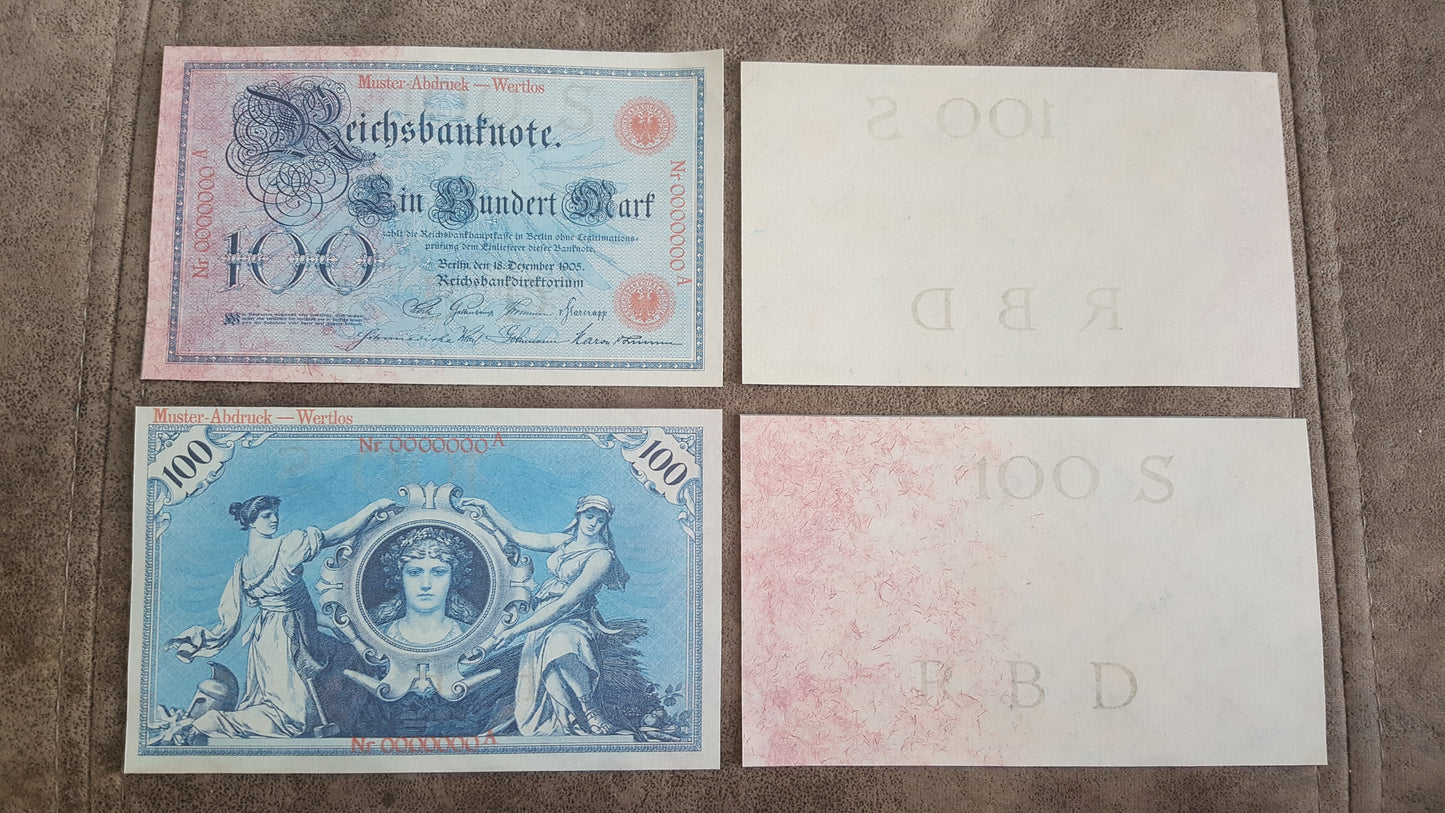 Muster-Abdruck — Wertlos
Reichsbanknote.
Ein Hundert Mark
zahlt die Reichsbankhauptkasse in Berlin ohne Legitimations-
prüfung dem Einlieferer dieser Banknote.
100
Berlin, den 18. Dezember 1905.
Reichsbankdirektorium
Nr 0000000 A
Nr 0000000 A
100 S
R B D
Muster-Abdruck — Wertlos
Nr 0000000 A
100
100
Nr 0000000 A
100 S
R B D